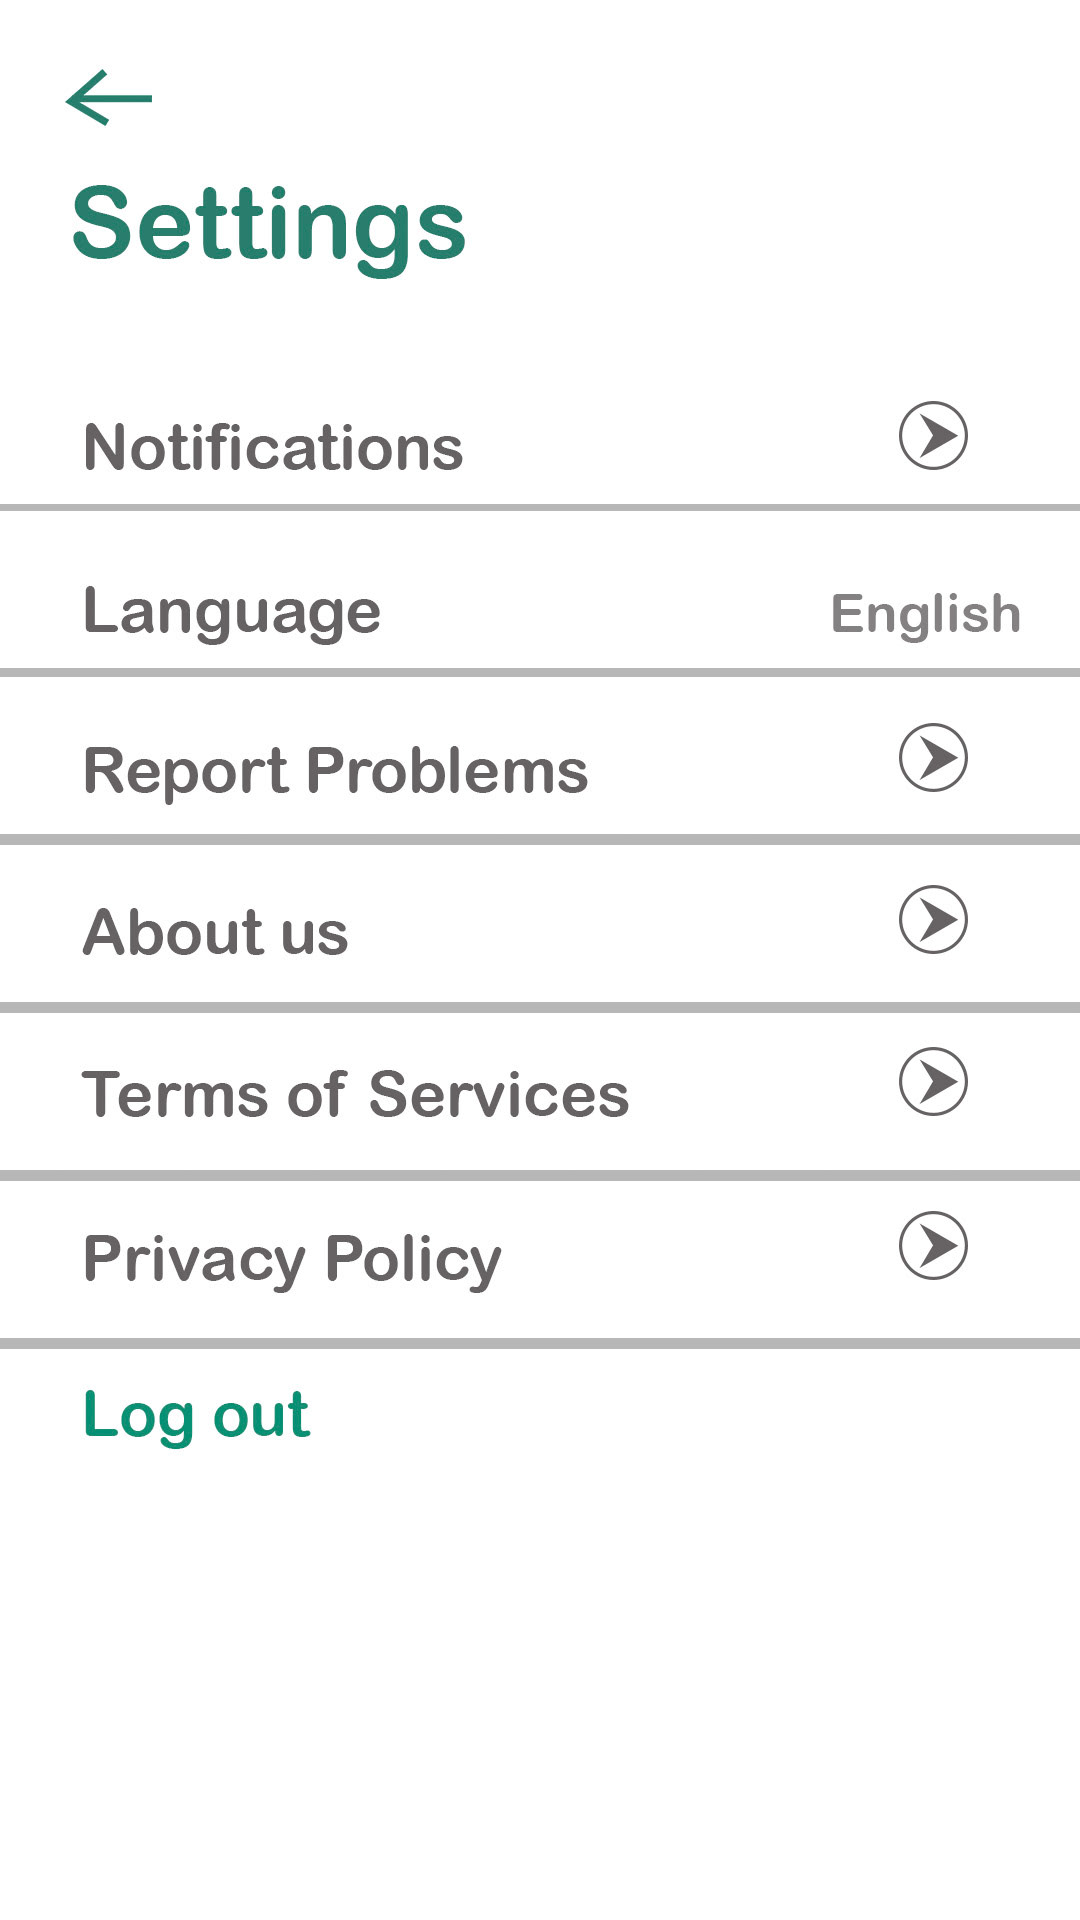 Settings
Notifications
Language English
Report Problems
About us
Terms of Services
Privacy Policy
Log out